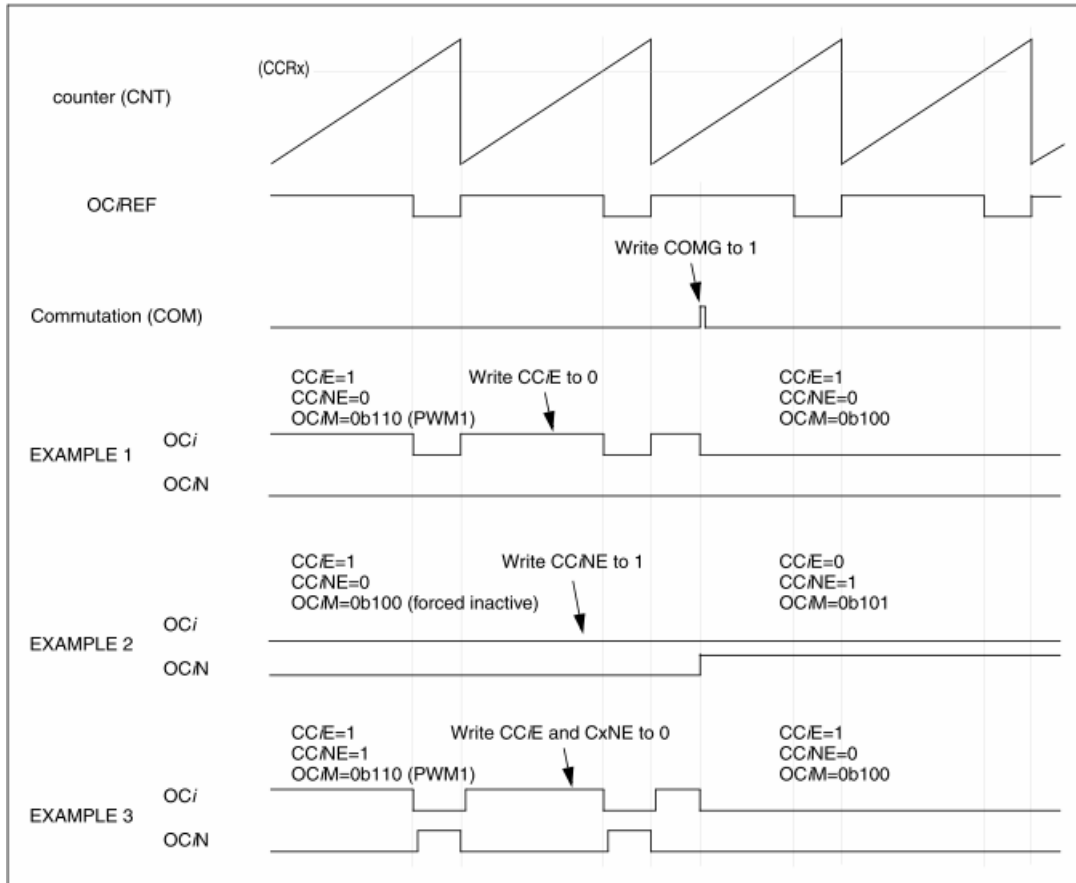 (CCRx)
counter (CNT)
OCiREF
Write COMG to 1
Commutation (COM)
CCiE=1
CCiNE=0
OCiM=0b110 (PWM1)
Write CCiE to 0
CCiE=1
CCiNE=0
OCiM=0b100
OCi
EXAMPLE 1
OCiN
CCiE=1
CCiNE=0
OCiM=0b100 (forced inactive)
Write CCiNE to 1
CCiE=0
CCiNE=1
OCiM=0b101
OCi
EXAMPLE 2
OCiN
CCiE=1
CCiNE=1
OCiM=0b110 (PWM1)
Write CCiE and CxNE to 0
CCiE=1
CCiNE=0
OCiM=0b100
OCi
EXAMPLE 3
OCiN